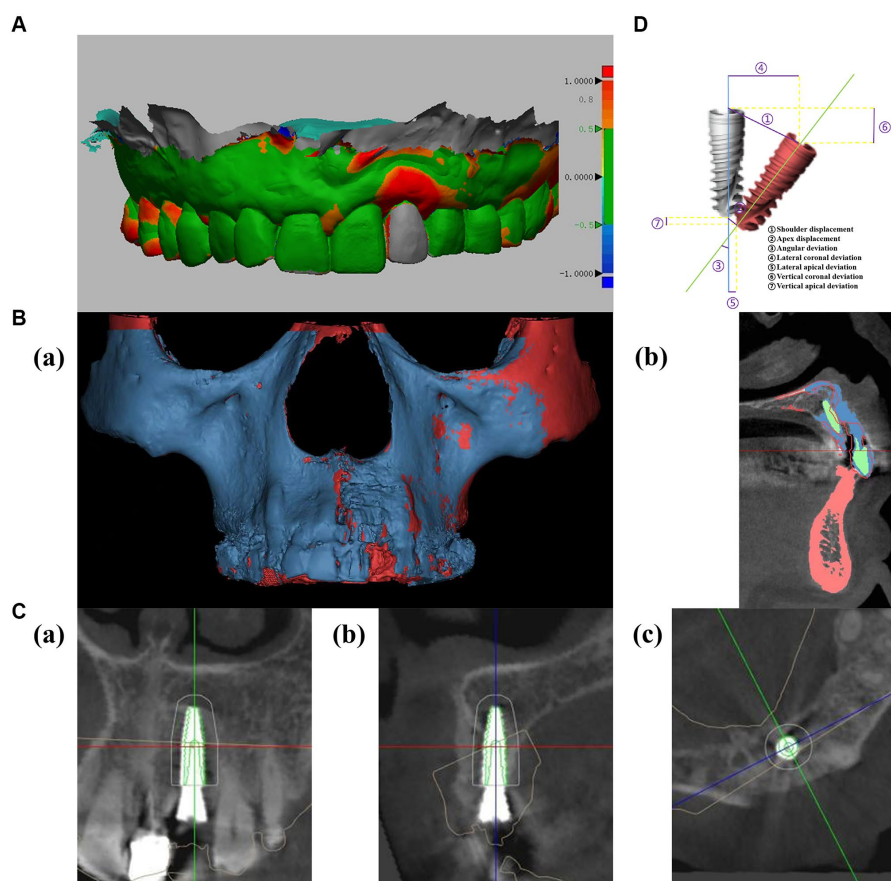 A
1.0000
0.8
0.5
0.0000
-0.5
-1.0000
D
④
①
⑥
②
⑦
③
⑤
①Shoulder displacement
②Apex displacement
③Angular deviation
④Lateral coronal deviation
⑤Lateral apical deviation
⑥Vertical coronal deviation
⑦Vertical apical deviation
B
(a)
(b)
C
(a)
(b)
(c)